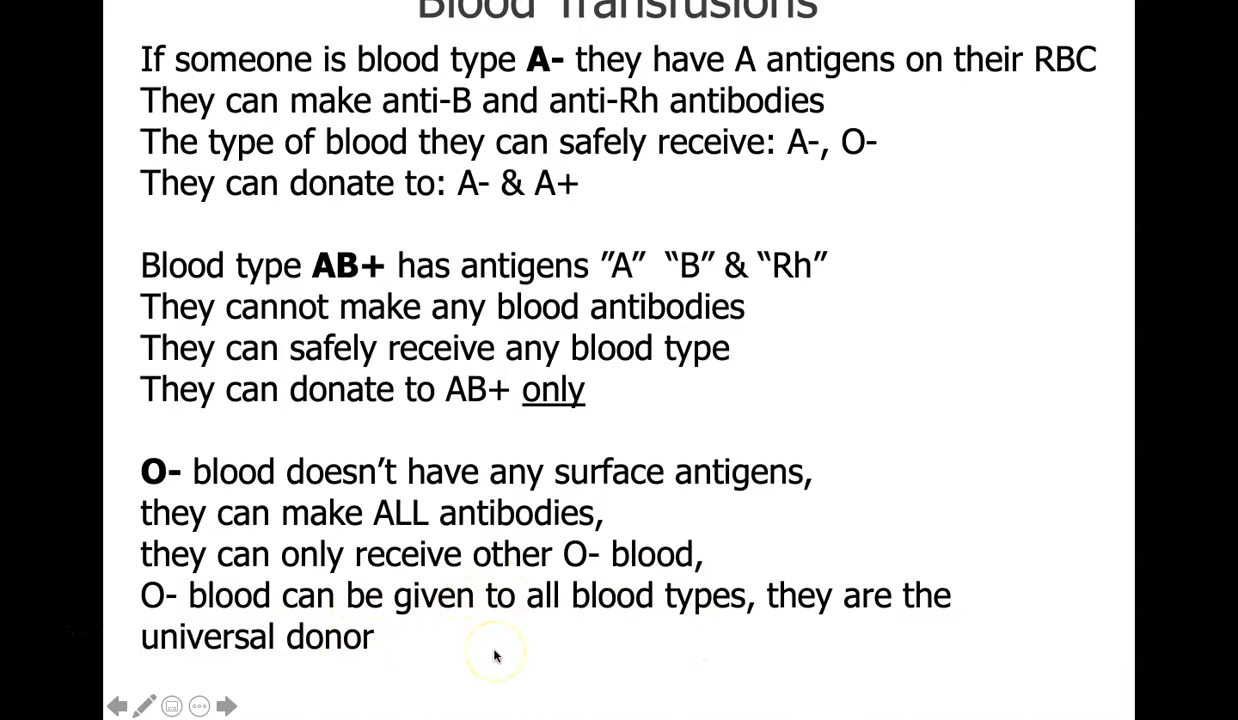 Blood Transfusions
If someone is blood type A- they have A antigens on their RBC
They can make anti-B and anti-Rh antibodies
The type of blood they can safely receive: A-, O-
They can donate to: A- & A+
Blood type AB+ has antigens ”A” “B” & “Rh”
They cannot make any blood antibodies
They can safely receive any blood type
They can donate to AB+ only
O- blood doesn’t have any surface antigens,
they can make ALL antibodies,
they can only receive other O- blood,
O- blood can be given to all blood types, they are the
universal donor